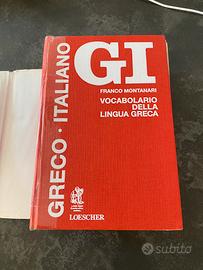 GRECO · ITALIANO
GI
FRANCO MONTANARI
VOCABOLARIO
DELLA
LINGUA GRECA
LOESCHER
subito